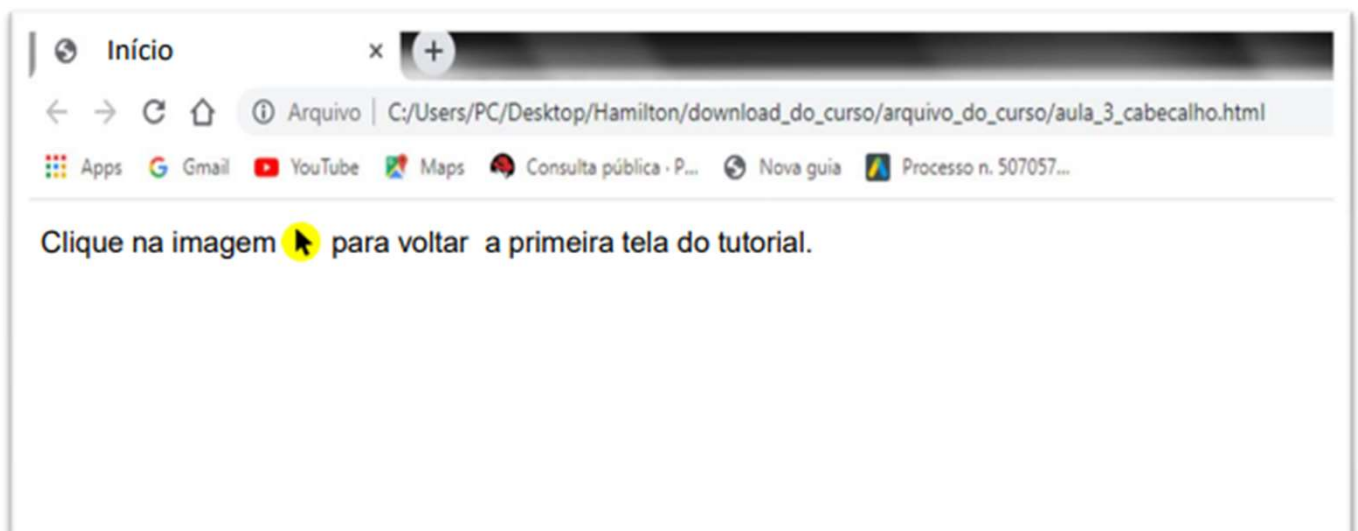 Início
Arquivo | C:/Users/PC/Desktop/Hamilton/download_do_curso/arquivo_do_curso/aula_3_cabecalho.html
Apps Gmail YouTube Maps Consulta pública · P... Nova guia Processo n. 507057...
Clique na imagem para voltar a primeira tela do tutorial.